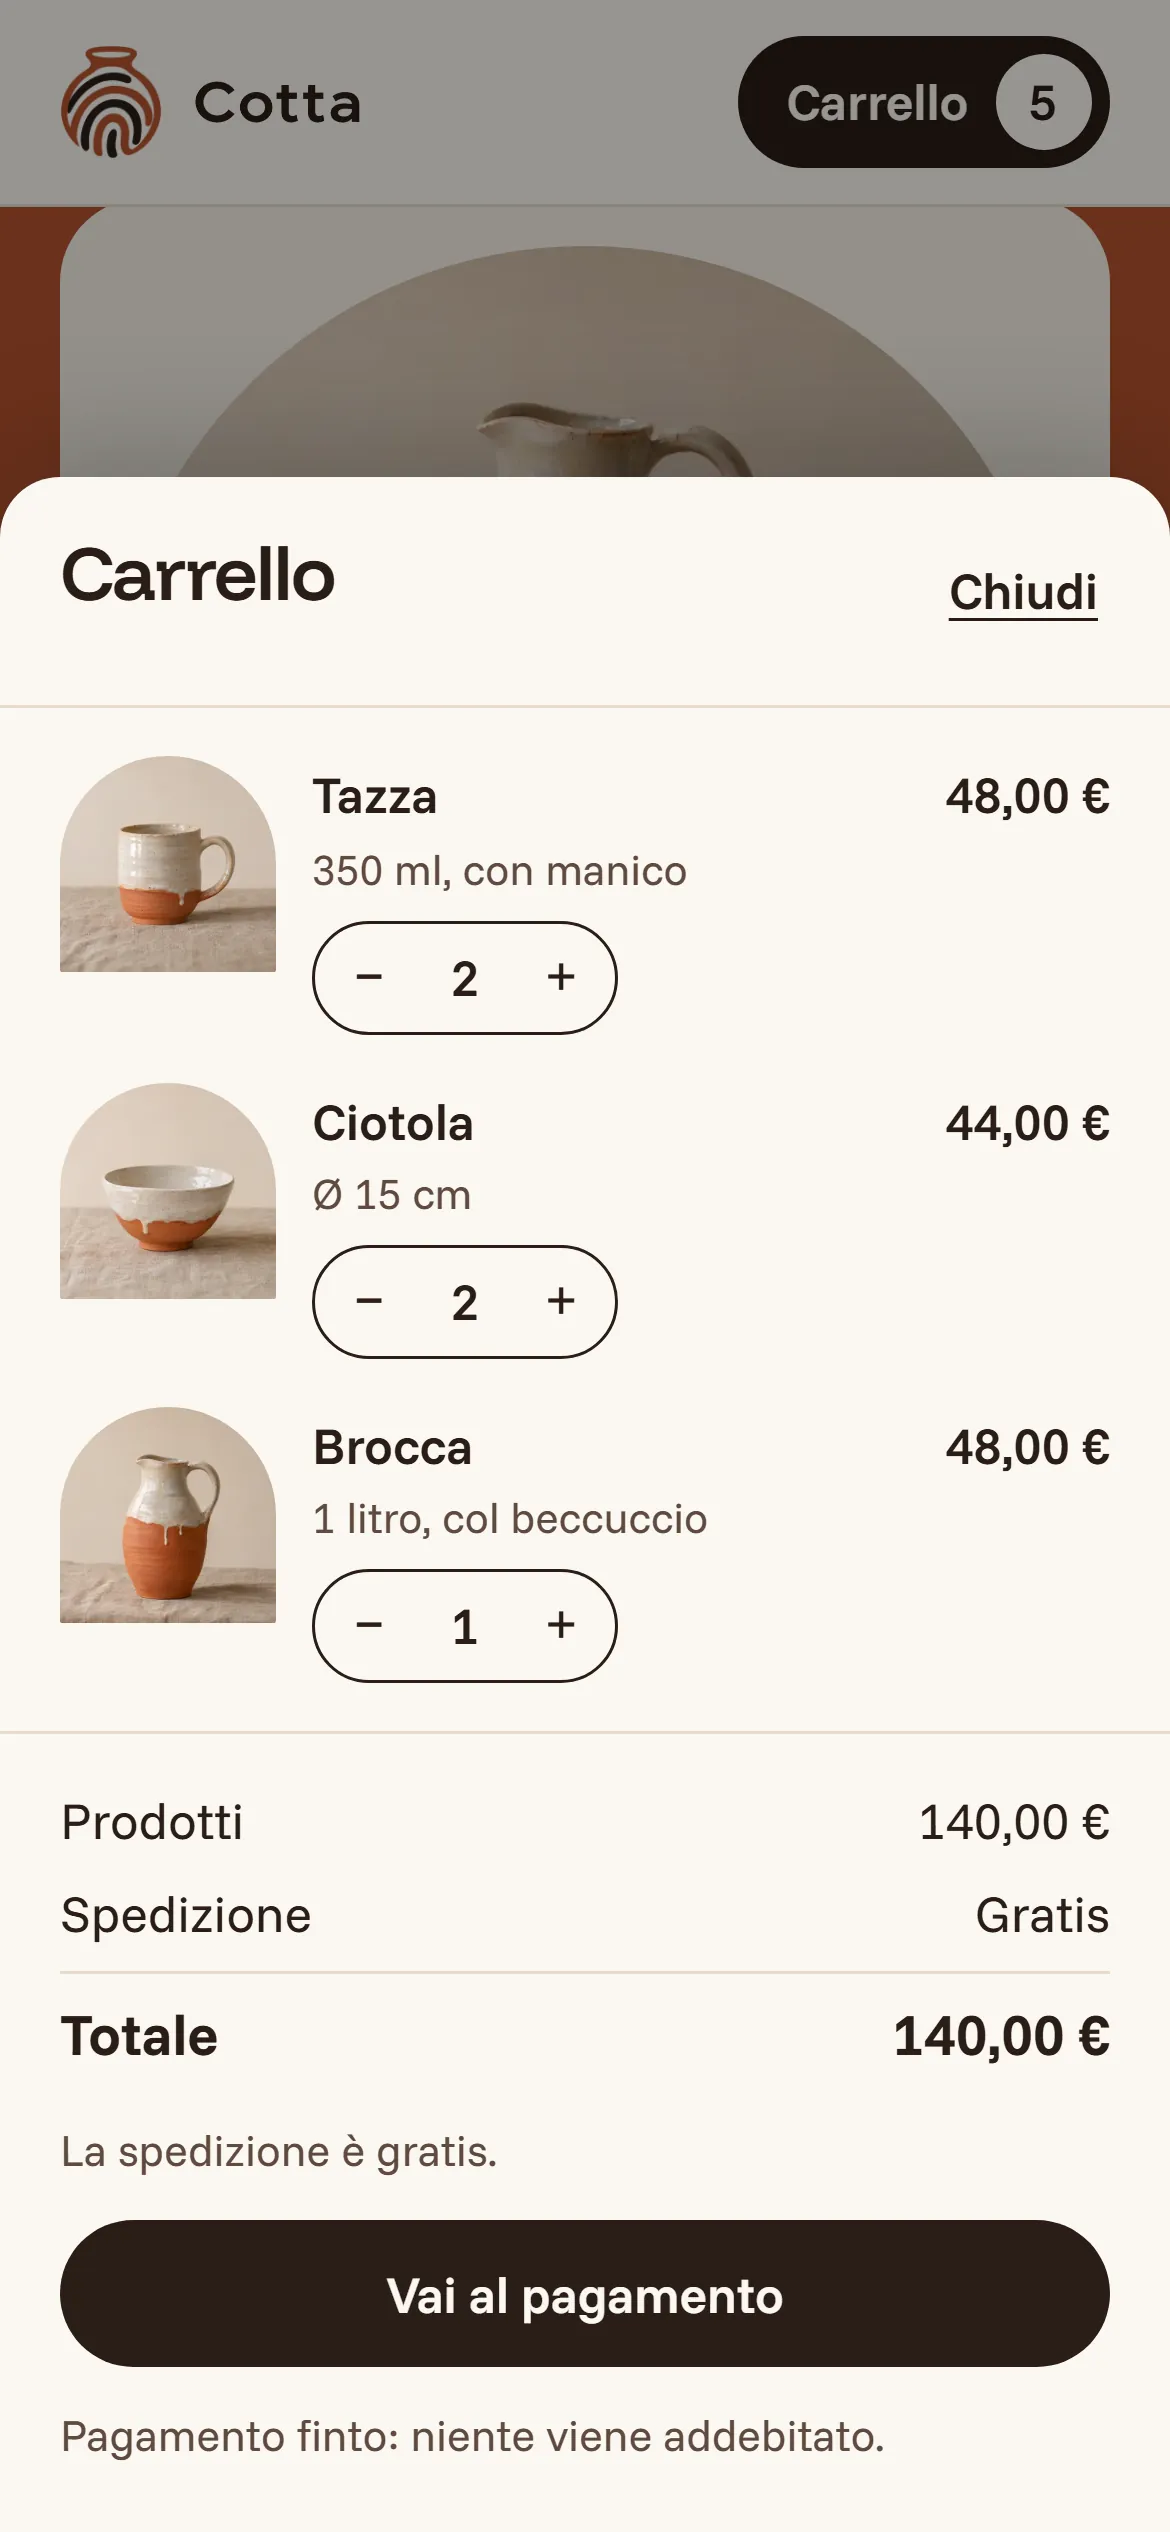 Cotta
Carrello 5
Carrello
Chiudi
Tazza 48,00 €
350 ml, con manico
− 2 +
Ciotola 44,00 €
Ø 15 cm
− 2 +
Brocca 48,00 €
1 litro, col beccuccio
− 1 +
Prodotti 140,00 €
Spedizione Gratis
Totale 140,00 €
La spedizione è gratis.
Vai al pagamento
Pagamento finto: niente viene addebitato.